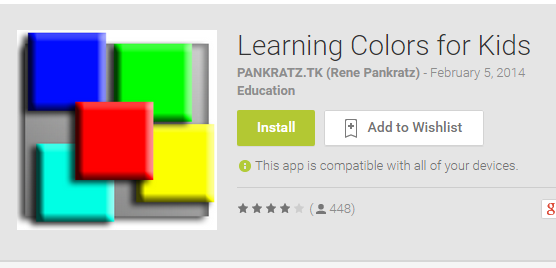 Learning Colors for Kids
PANKRATZ.TK (Rene Pankratz) - February 5, 2014
Education
Install
Add to Wishlist
This app is compatible with all of your devices.
( 448)
g